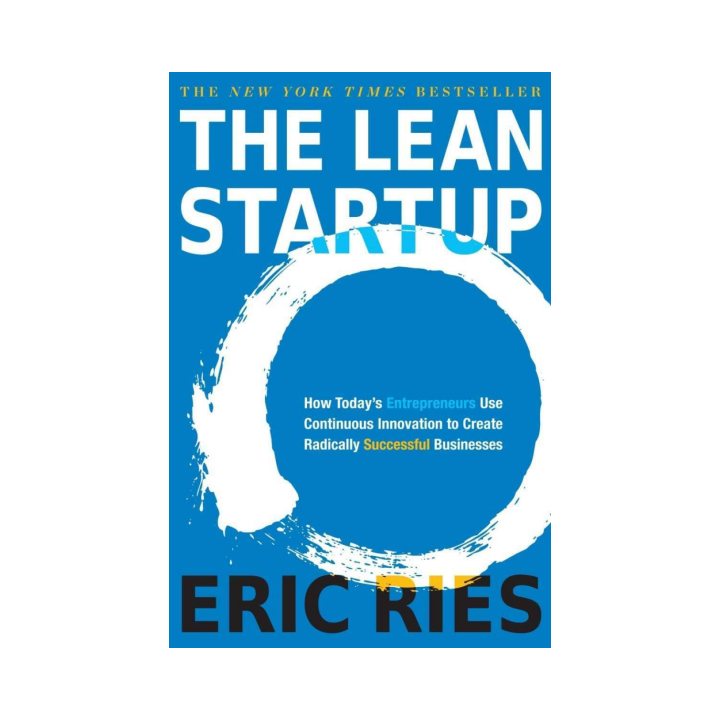 THE NEW YORK TIMES BESTSELLER
THE LEAN
STARTUP
How Today's Entrepreneurs Use
Continuous Innovation to Create
Radically Successful Businesses
ERIC RIES